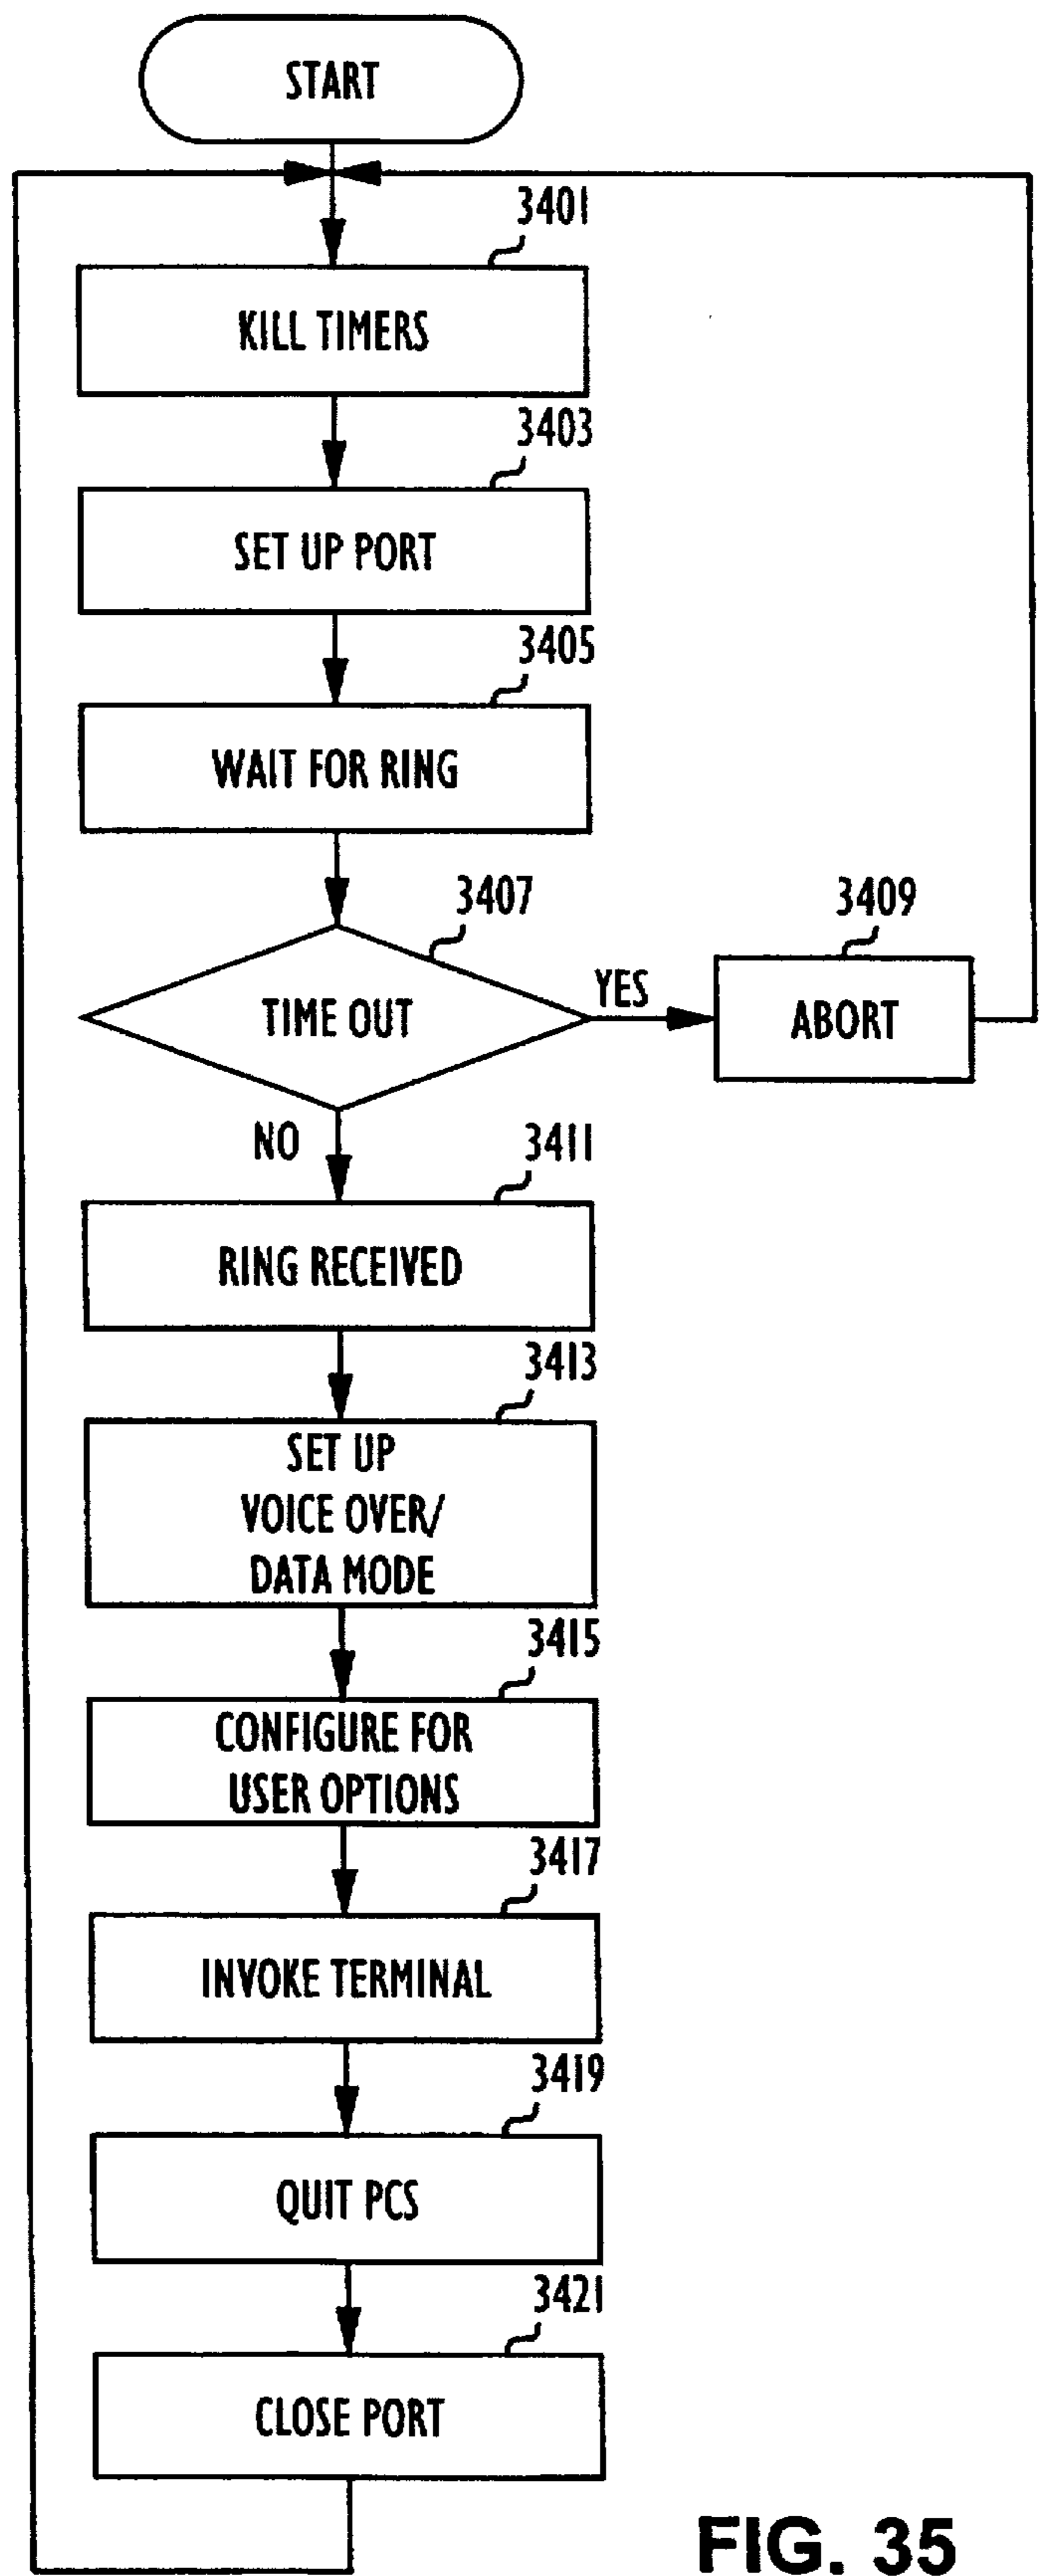 START
3401
KILL TIMERS
3403
SET UP PORT
3405
WAIT FOR RING
3407
TIME OUT
YES
3409
ABORT
NO
3411
RING RECEIVED
3413
SET UP
VOICE OVER/
DATA MODE
3415
CONFIGURE FOR
USER OPTIONS
3417
INVOKE TERMINAL
3419
QUIT PCS
3421
CLOSE PORT
FIG. 35